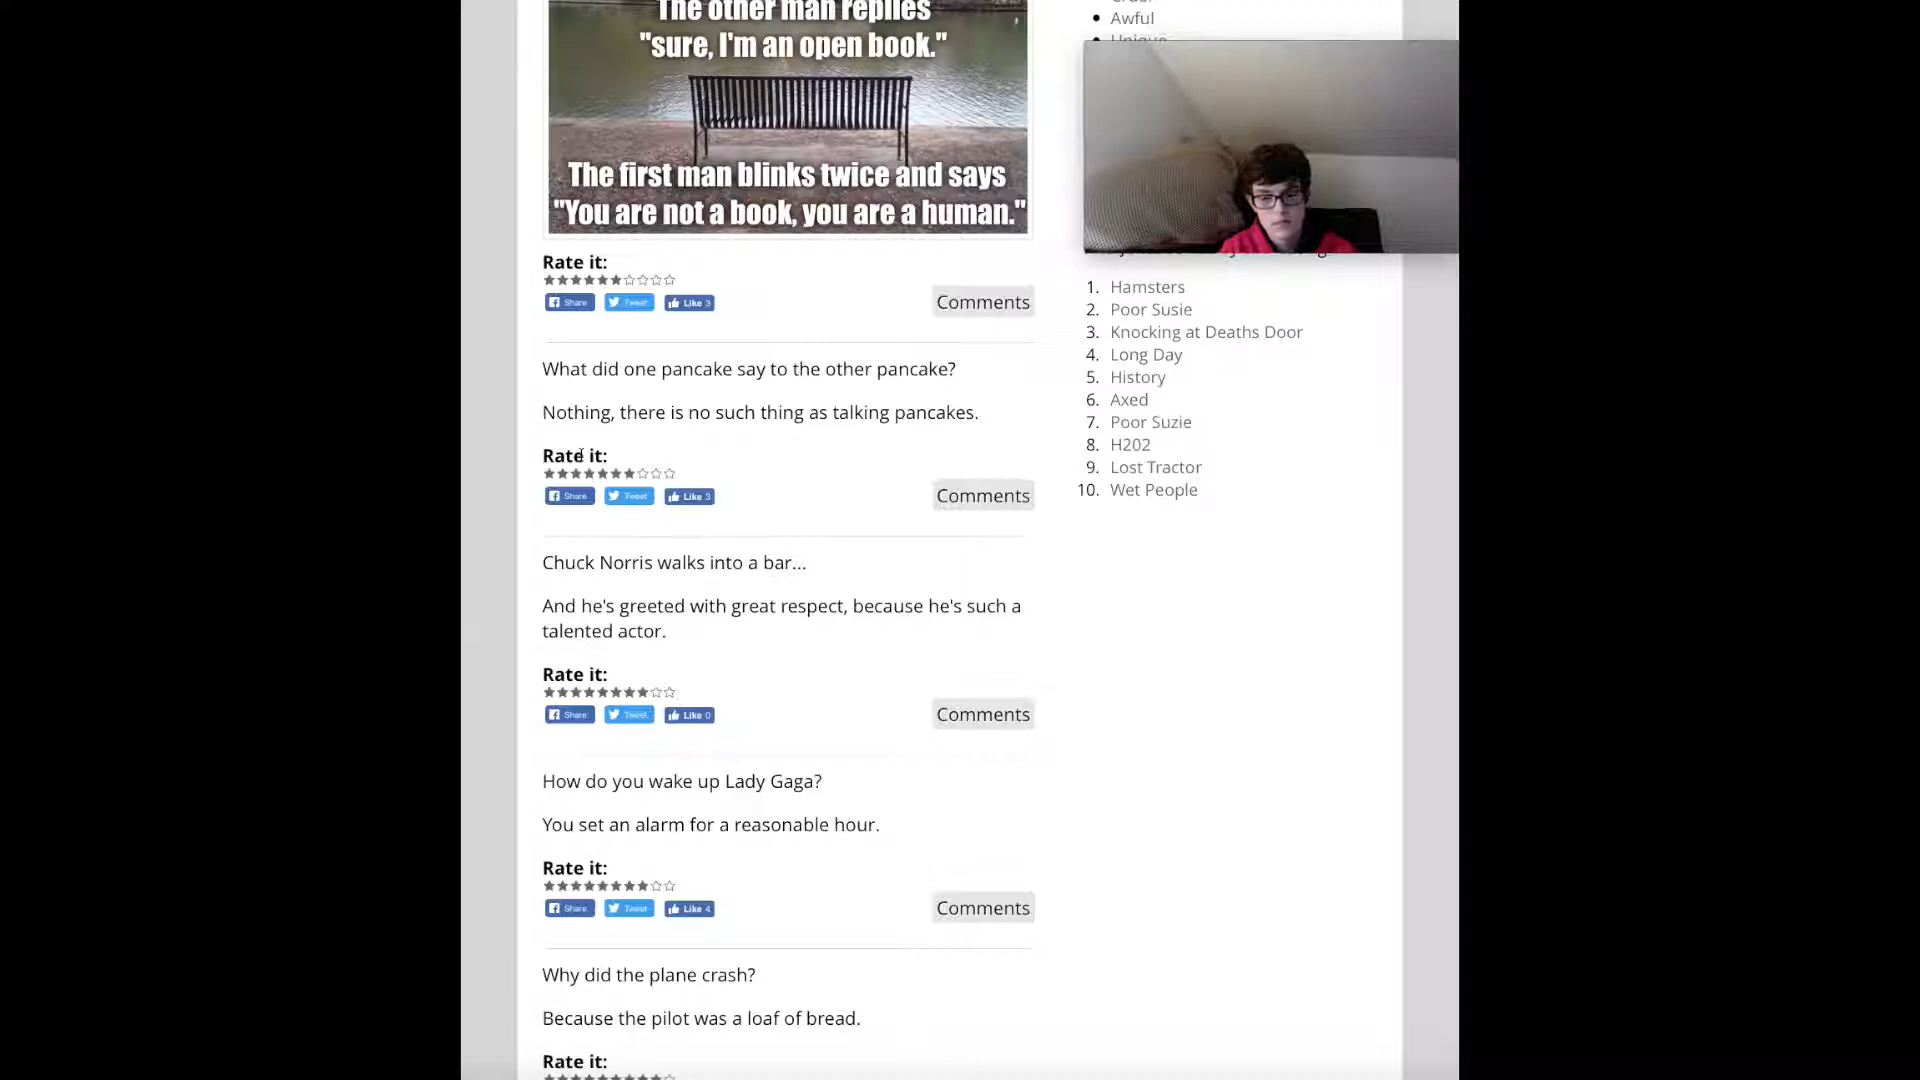 The other man replies
"sure, I'm an open book."
The first man blinks twice and says
"You are not a book, you are a human."
Rate it:
Share Tweet Like 3
Comments
What did one pancake say to the other pancake?
Nothing, there is no such thing as talking pancakes.
Rate it:
Share Tweet Like 3
Comments
Chuck Norris walks into a bar...
And he's greeted with great respect, because he's such a
talented actor.
Rate it:
Share Tweet Like 0
Comments
How do you wake up Lady Gaga?
You set an alarm for a reasonable hour.
Rate it:
Share Tweet Like 4
Comments
Why did the plane crash?
Because the pilot was a loaf of bread.
Rate it:
Awful
Unique
1. Hamsters
2. Poor Susie
3. Knocking at Deaths Door
4. Long Day
5. History
6. Axed
7. Poor Suzie
8. H202
9. Lost Tractor
10. Wet People